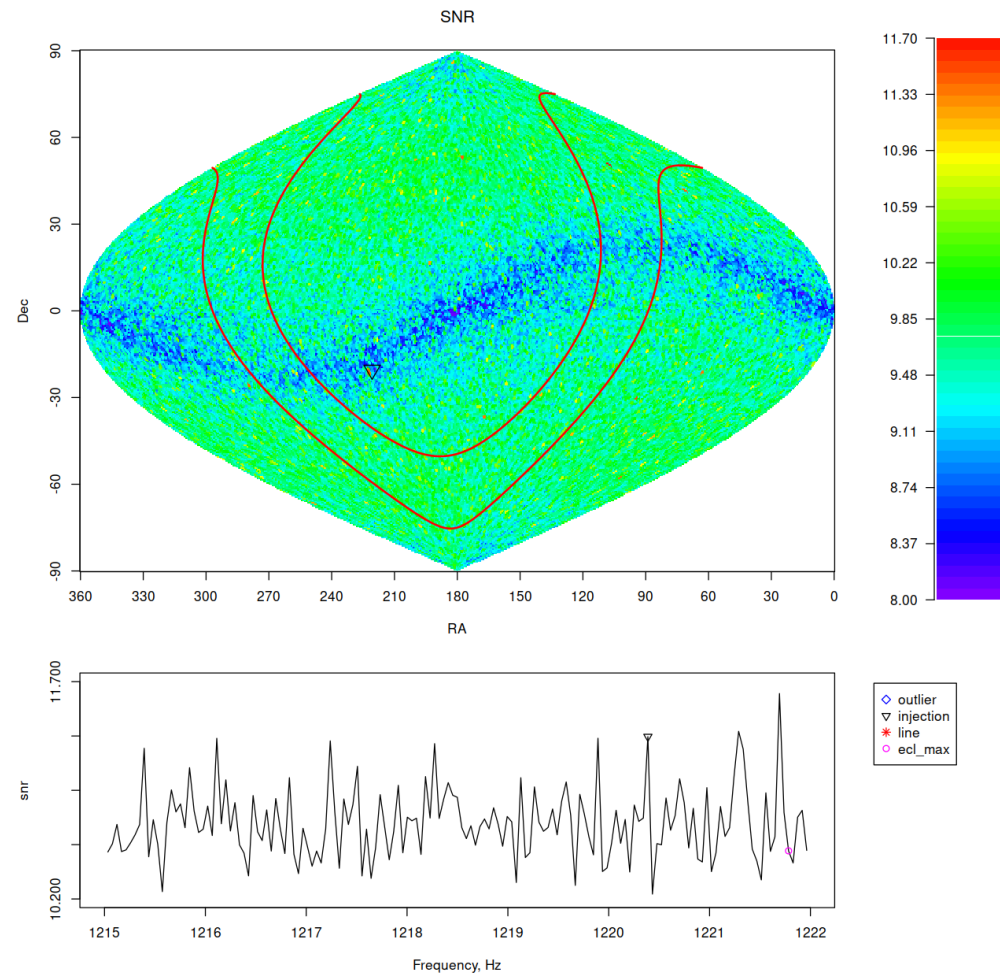 SNR
90
60
30
0
-30
-60
-90
Dec
360 330 300 270 240 210 180 150 120 90 60 30 0
RA
11.70
11.33
10.96
10.59
10.22
9.85
9.48
9.11
8.74
8.37
8.00
11.700
10.200
snr
1215 1216 1217 1218 1219 1220 1221 1222
Frequency, Hz
outlier
injection
line
ecl_max